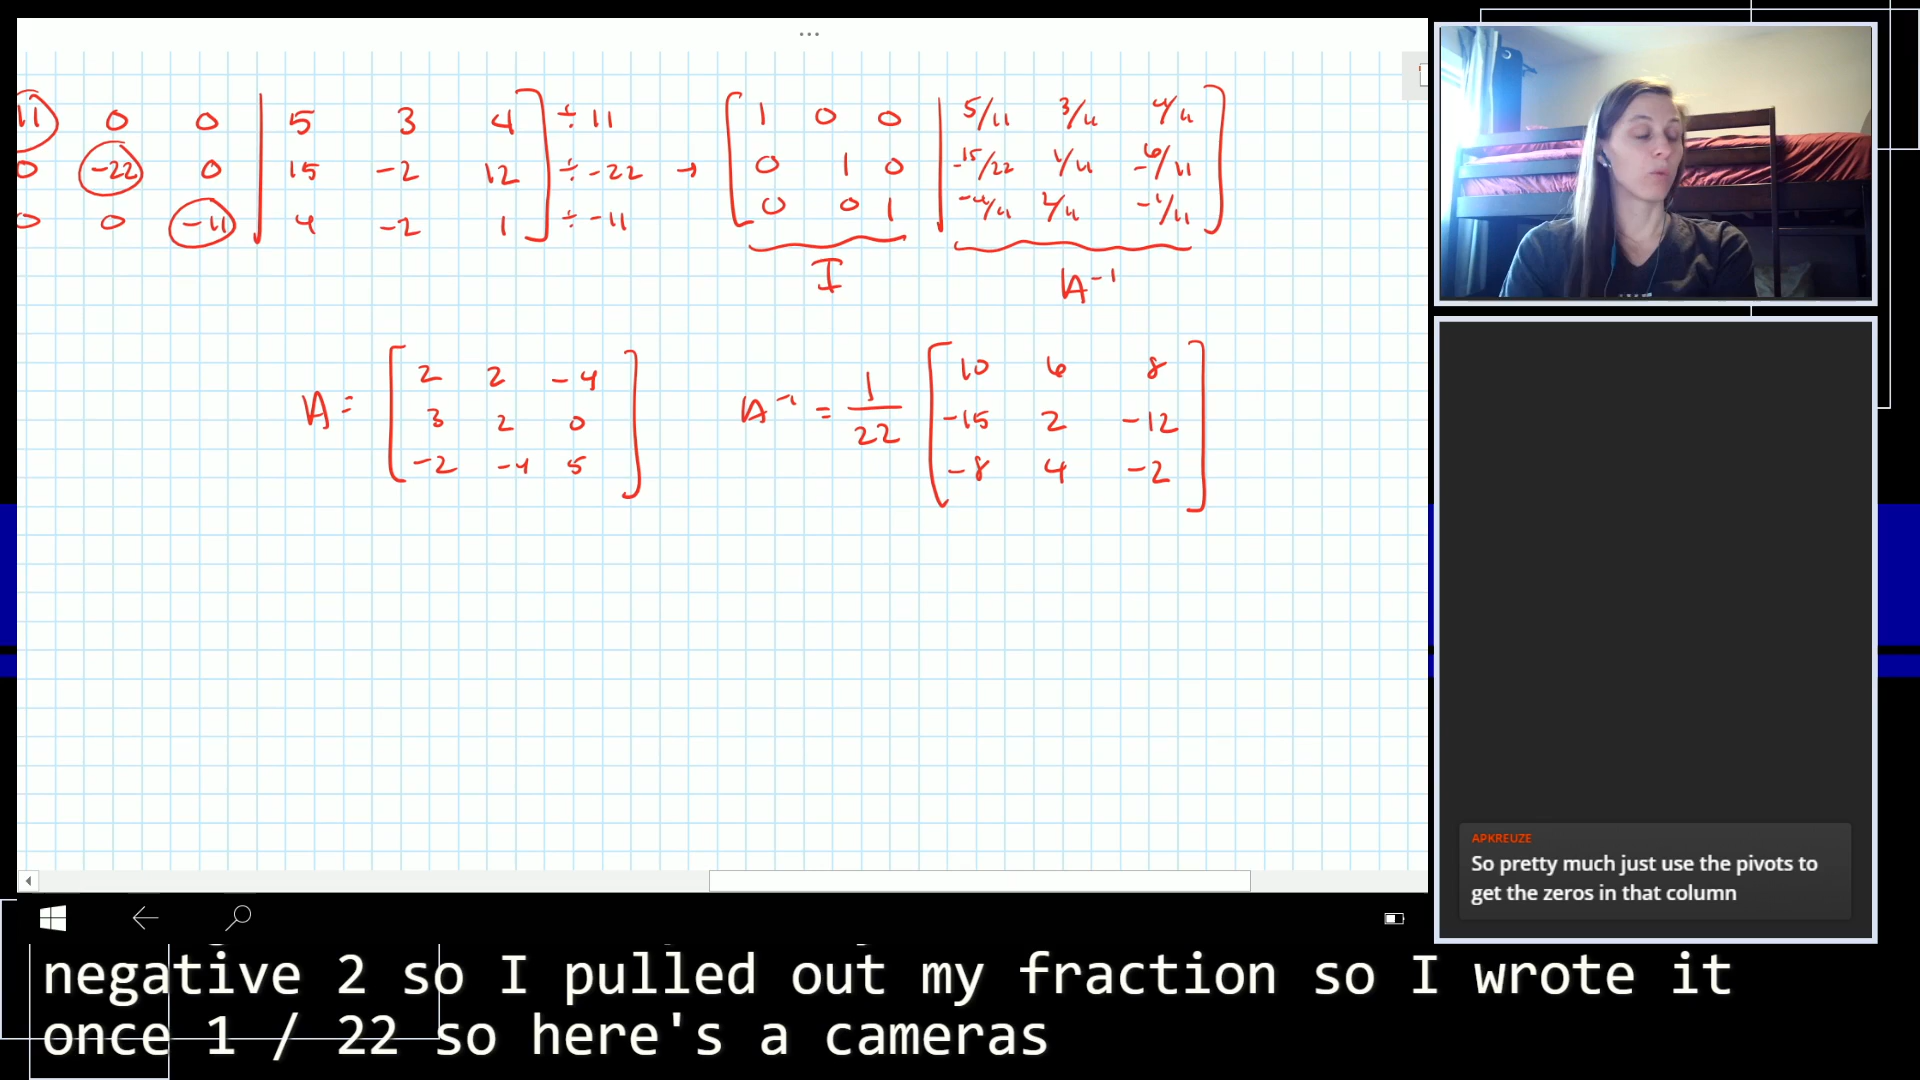 ...
11 0 0 | 5 3 4 ] ÷ 11
[ 1 0 0 | 5/11 3/11 4/11 ]
0 -22 0 | 15 -2 12 ] ÷ -22 →
[ 0 1 0 | -15/22 1/11 -6/11 ]
0 0 -11 | 4 -2 1 ] ÷ -11
[ 0 0 1 | -4/11 2/11 -1/11 ]
I A⁻¹
A = [ 2 2 -4
3 2 0
-2 -4 5 ]
A⁻¹ = 1/22 [ 10 6 8
-15 2 -12
-8 4 -2 ]
APKREUZE
So pretty much just use the pivots to
get the zeros in that column
negative 2 so I pulled out my fraction so I wrote it
once 1 / 22 so here's a cameras